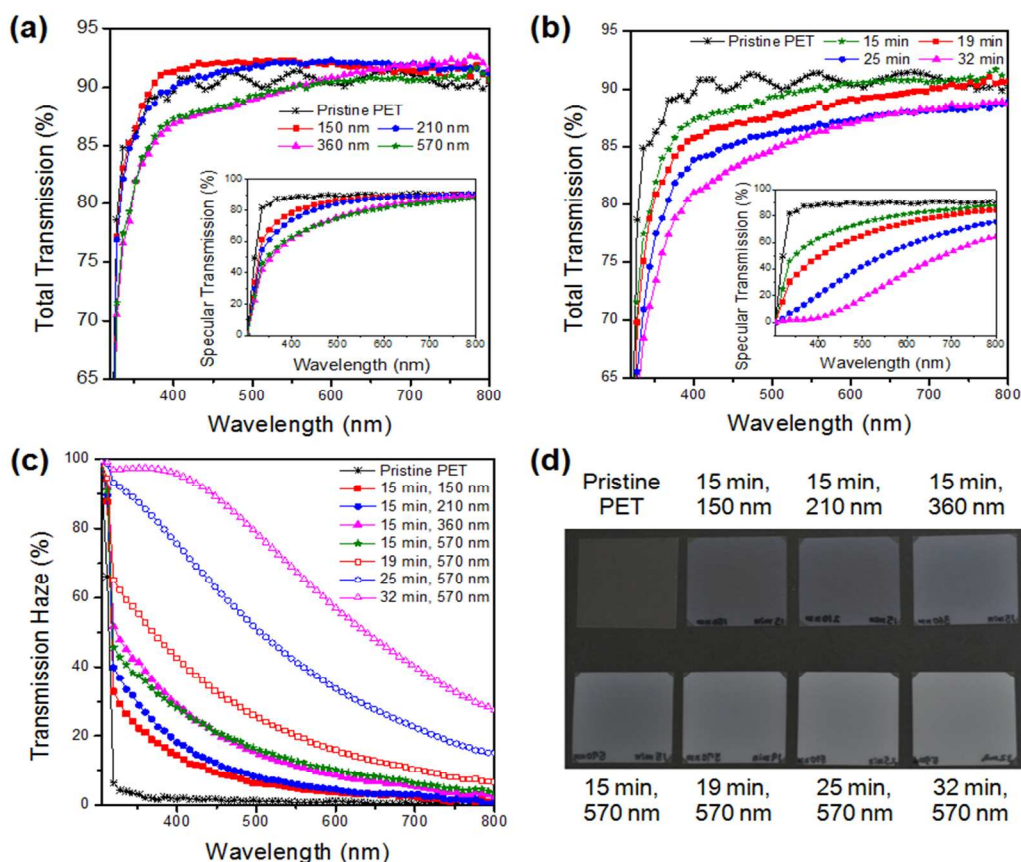 (a)
95
90
85
80
75
70
65
Total Transmission (%)
Pristine PET
150 nm 210 nm
360 nm 570 nm
Specular Transmission (%)
100
80
60
40
20
0
400 500 600 700 800
Wavelength (nm)
400 500 600 700 800
Wavelength (nm)
(b)
95
90
85
80
75
70
65
Total Transmission (%)
Pristine PET 15 min 19 min
25 min 32 min
Specular Transmission (%)
100
80
60
40
20
0
400 500 600 700 800
Wavelength (nm)
400 500 600 700 800
Wavelength (nm)
(c)
100
80
60
40
20
0
Transmission Haze (%)
Pristine PET
15 min, 150 nm
15 min, 210 nm
15 min, 360 nm
15 min, 570 nm
19 min, 570 nm
25 min, 570 nm
32 min, 570 nm
400 500 600 700 800
Wavelength (nm)
(d)
Pristine 15 min, 15 min, 15 min,
PET 150 nm 210 nm 360 nm
15 min, 19 min, 25 min, 32 min,
570 nm 570 nm 570 nm 570 nm